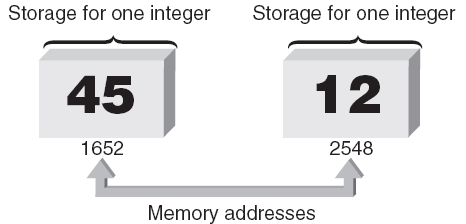 Storage for one integer
Storage for one integer
45
12
1652
2548
Memory addresses